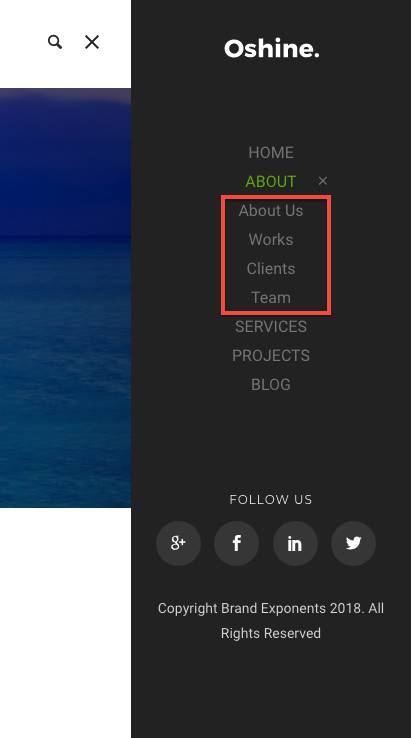 Oshine.
HOME
ABOUT ×
About Us
Works
Clients
Team
SERVICES
PROJECTS
BLOG
FOLLOW US
Copyright Brand Exponents 2018. All
Rights Reserved